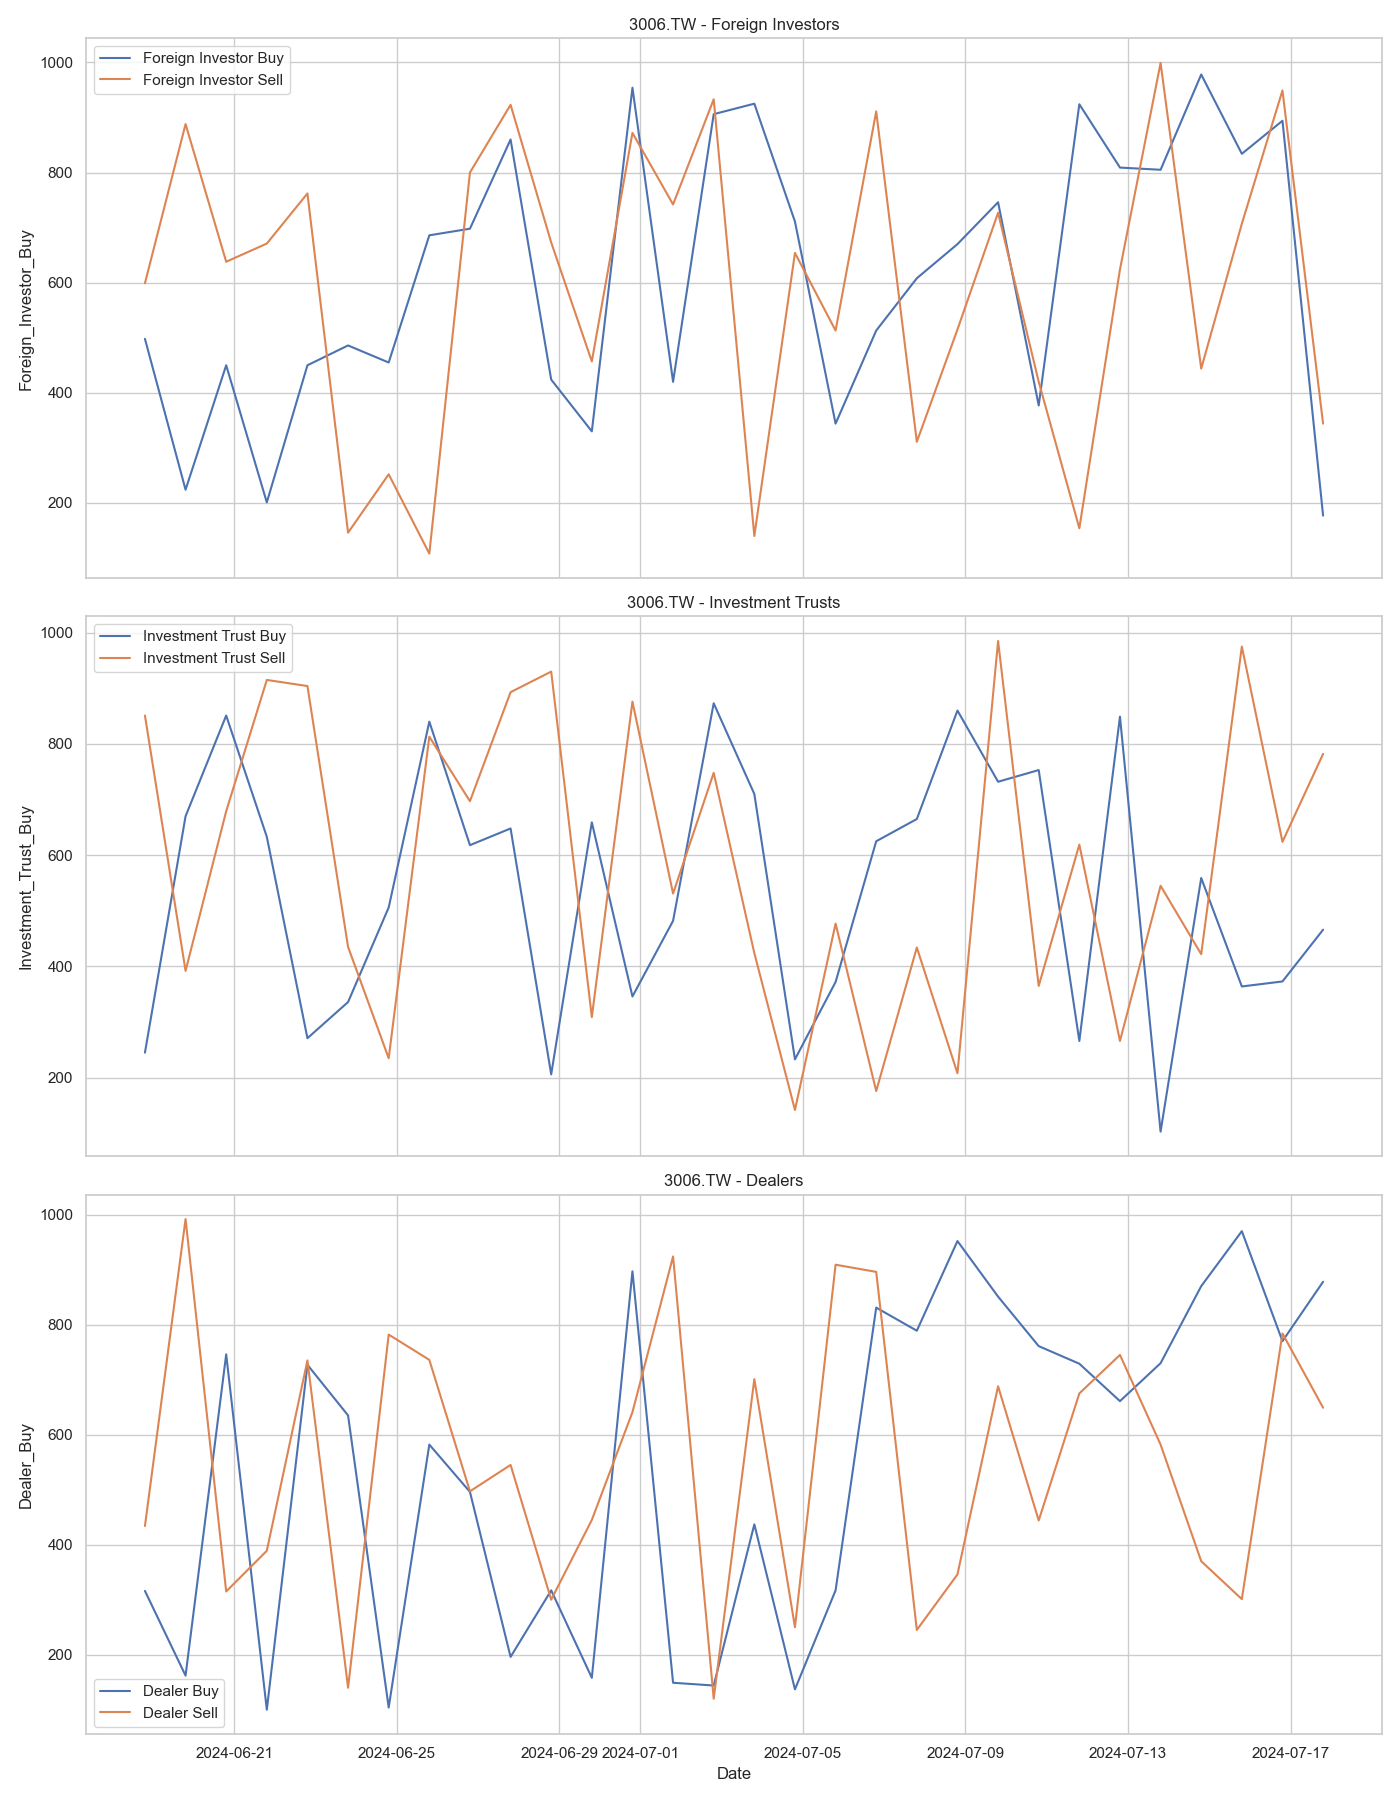 3006.TW - Foreign Investors
Foreign Investor Buy
Foreign Investor Sell
Foreign_Investor_Buy
1000
800
600
400
200
3006.TW - Investment Trusts
Investment Trust Buy
Investment Trust Sell
Investment_Trust_Buy
1000
800
600
400
200
3006.TW - Dealers
Dealer_Buy
1000
800
600
400
200
Dealer Buy
Dealer Sell
2024-06-21 2024-06-25 2024-06-29 2024-07-01 2024-07-05 2024-07-09 2024-07-13 2024-07-17
Date